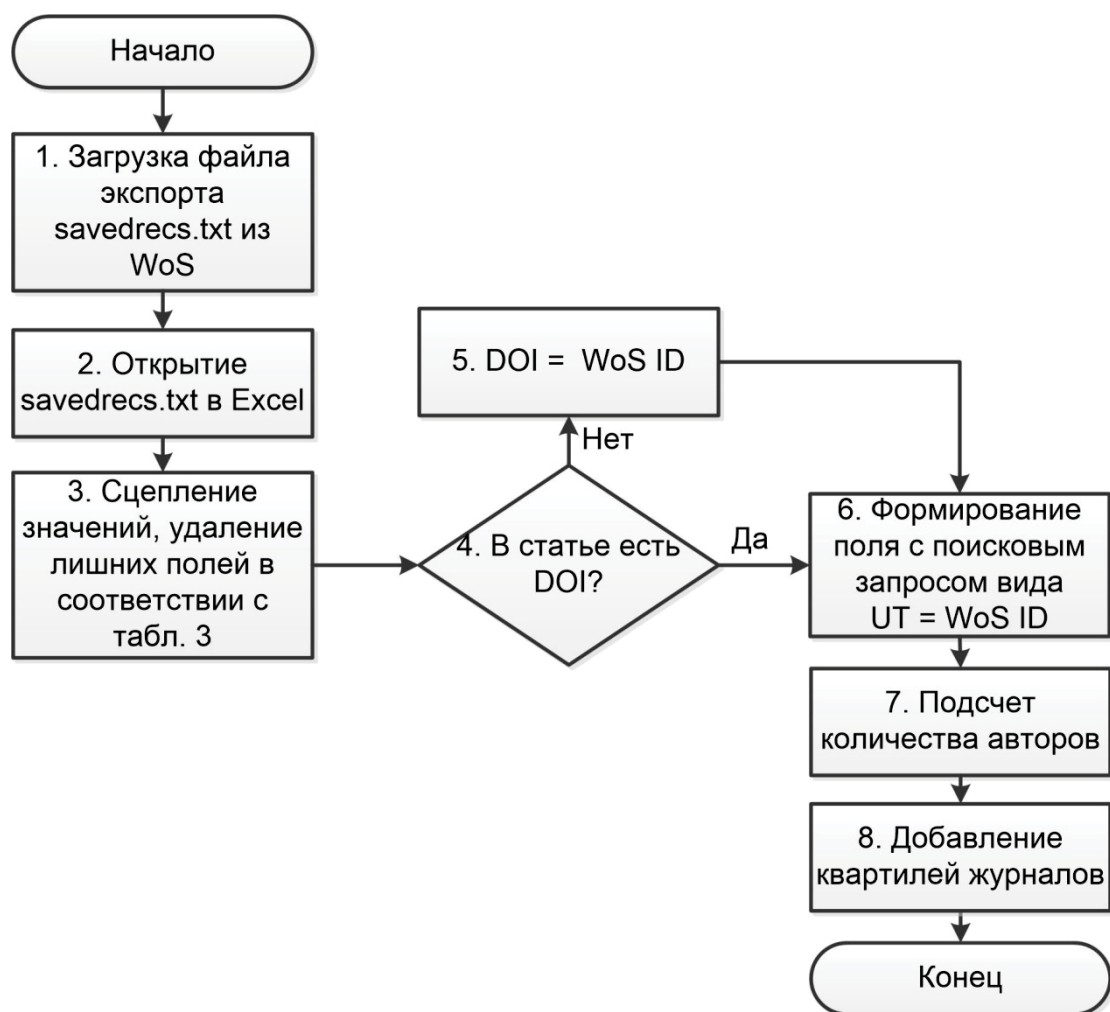 Начало
1. Загрузка файла
экспорта
savedrecs.txt из
WoS
2. Открытие
savedrecs.txt в Excel
3. Сцепление
значений, удаление
лишних полей в
соответствии с
табл. 3
4. В статье есть
DOI?
Нет
5. DOI =  WoS ID
Да
6. Формирование
поля с поисковым
запросом вида
UT = WoS ID
7. Подсчет
количества авторов
8. Добавление
квартилей журналов
Конец